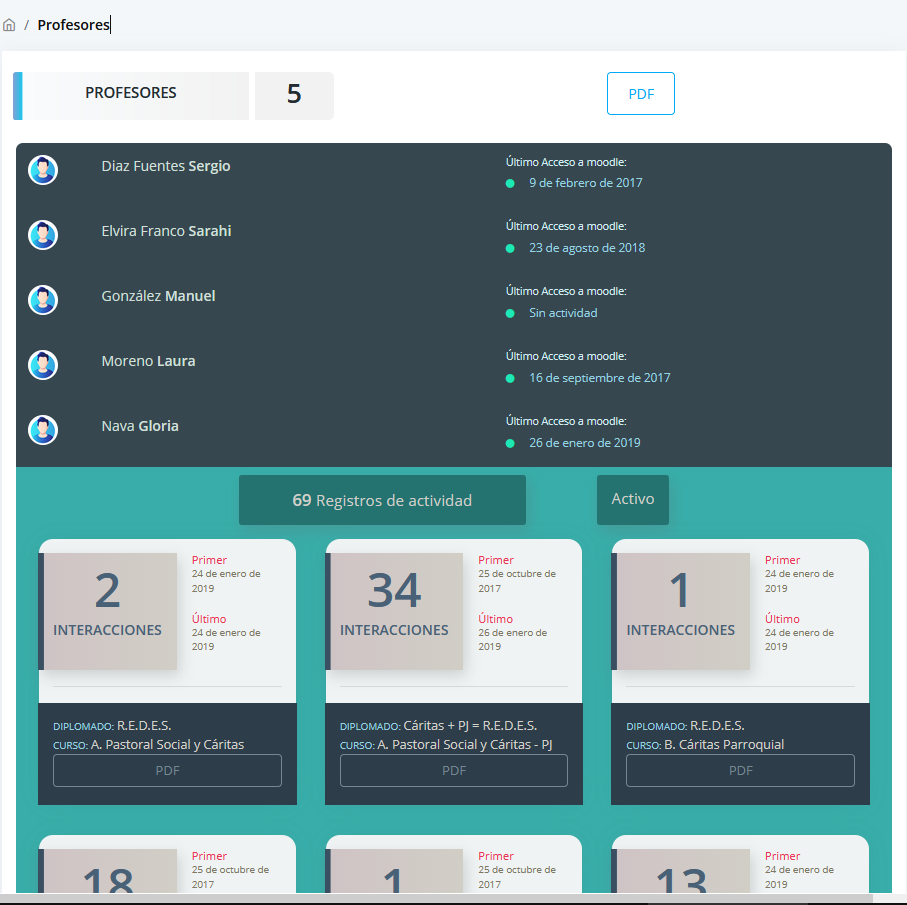 / Profesores
PROFESORES
5
PDF
Diaz Fuentes Sergio
Último Acceso a moodle:
9 de febrero de 2017
Elvira Franco Sarahi
Último Acceso a moodle:
23 de agosto de 2018
González Manuel
Último Acceso a moodle:
Sin actividad
Moreno Laura
Último Acceso a moodle:
16 de septiembre de 2017
Nava Gloria
Último Acceso a moodle:
26 de enero de 2019
69 Registros de actividad
Activo
2
INTERACCIONES
Primer
24 de enero de
2019
Último
24 de enero de
2019
DIPLOMADO: R.E.D.E.S.
CURSO: A. Pastoral Social y Cáritas
PDF
34
INTERACCIONES
Primer
25 de octubre de
2017
Último
26 de enero de
2019
DIPLOMADO: Cáritas + PJ = R.E.D.E.S.
CURSO: A. Pastoral Social y Cáritas - PJ
PDF
1
INTERACCIONES
Primer
24 de enero de
2019
Último
24 de enero de
2019
DIPLOMADO: R.E.D.E.S.
CURSO: B. Cáritas Parroquial
PDF
18
Primer
25 de octubre de
2017
1
Primer
25 de octubre de
2017
13
Primer
24 de enero de
2019